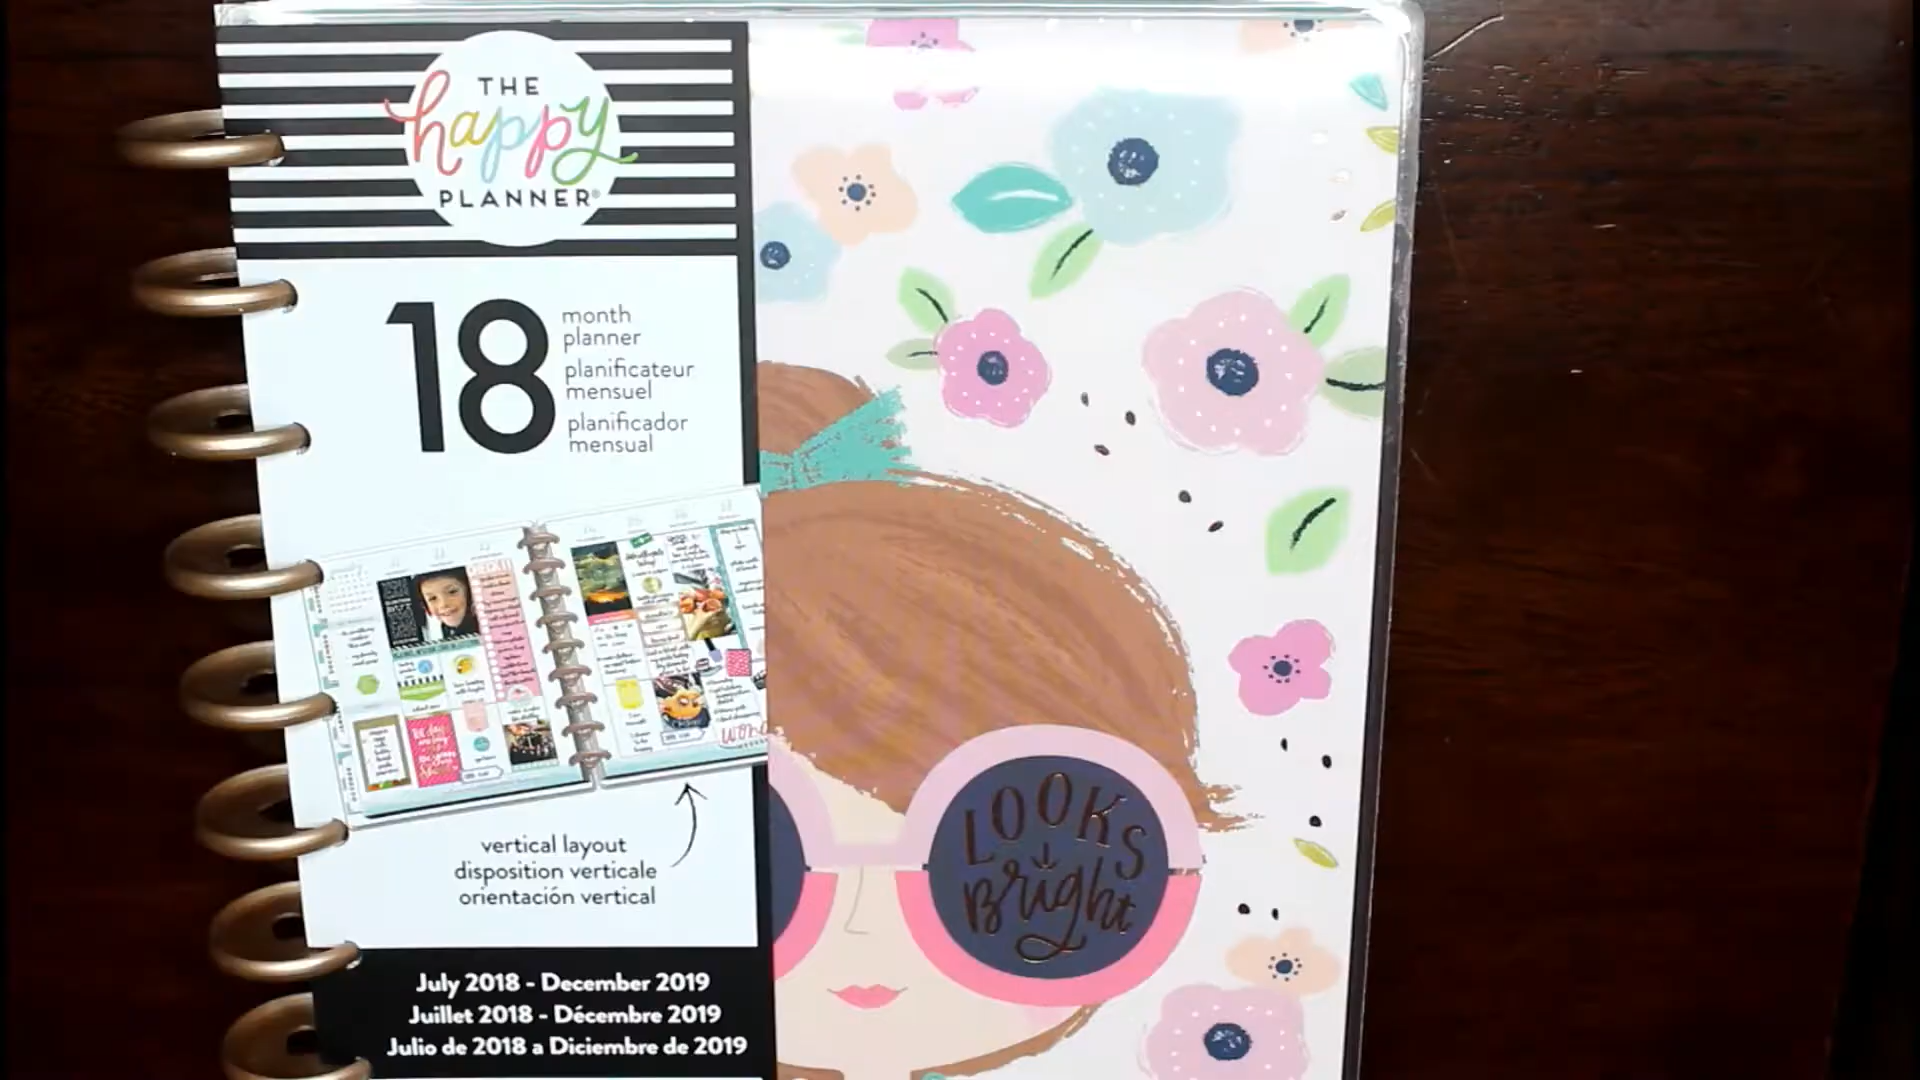 THE
happy
PLANNER®
18
month
planner
planificateur
mensuel
planificador
mensual
vertical layout
disposition verticale
orientación vertical
July 2018 - December 2019
Juillet 2018 - Décembre 2019
Julio de 2018 a Diciembre de 2019
LOOKS
Bright